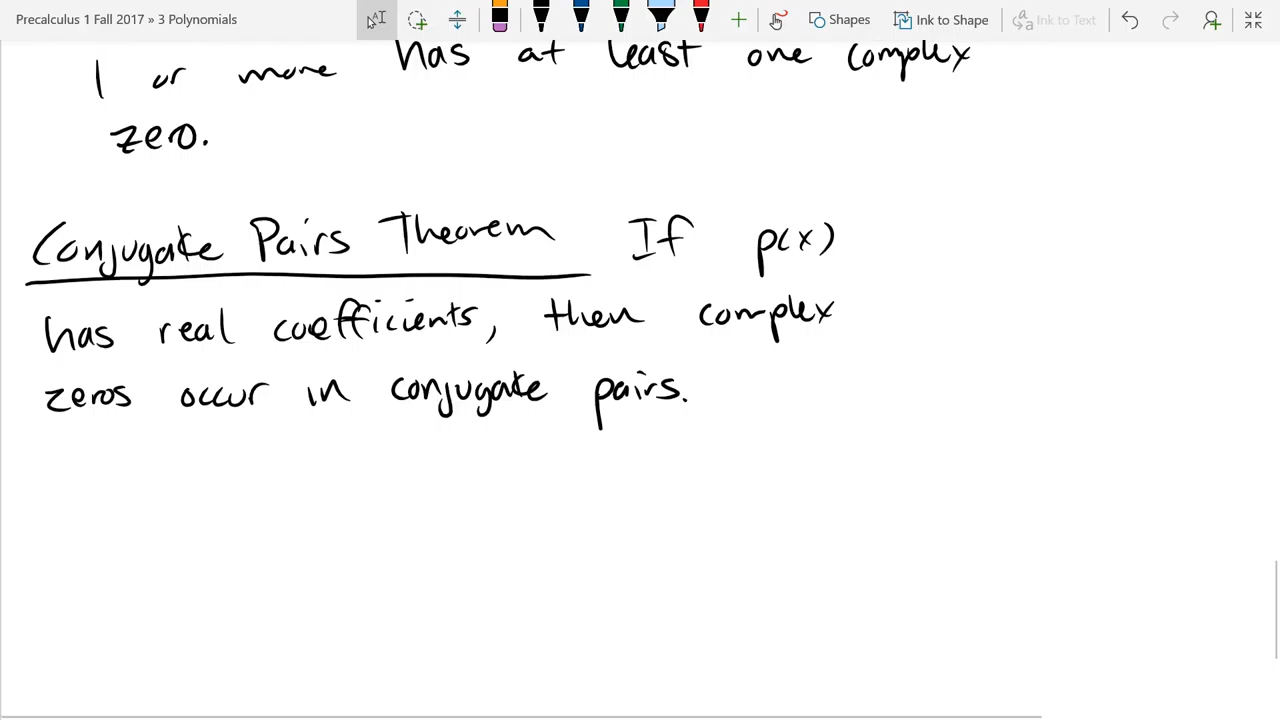 Precalculus 1 Fall 2017 » 3 Polynomials
Shapes
Ink to Shape
Ink to Text
1 or more has at least one complex
zero.
Conjugate Pairs Theorem If p(x)
has real coefficients, then complex
zeros occur in conjugate pairs.